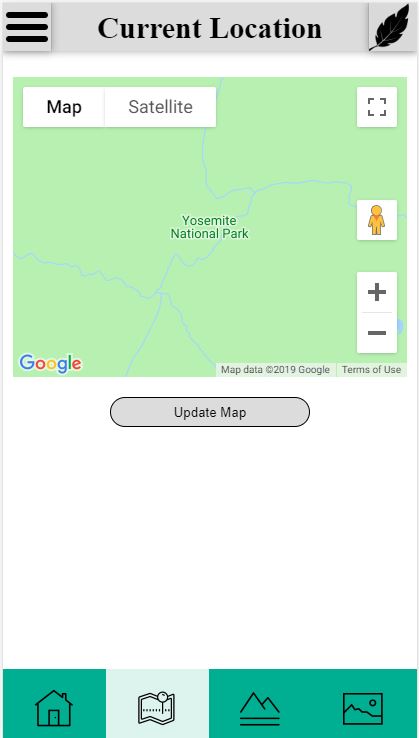 Current Location
Map
Satellite
Yosemite
National Park
Google
Map data ©2019 Google
Terms of Use
Update Map